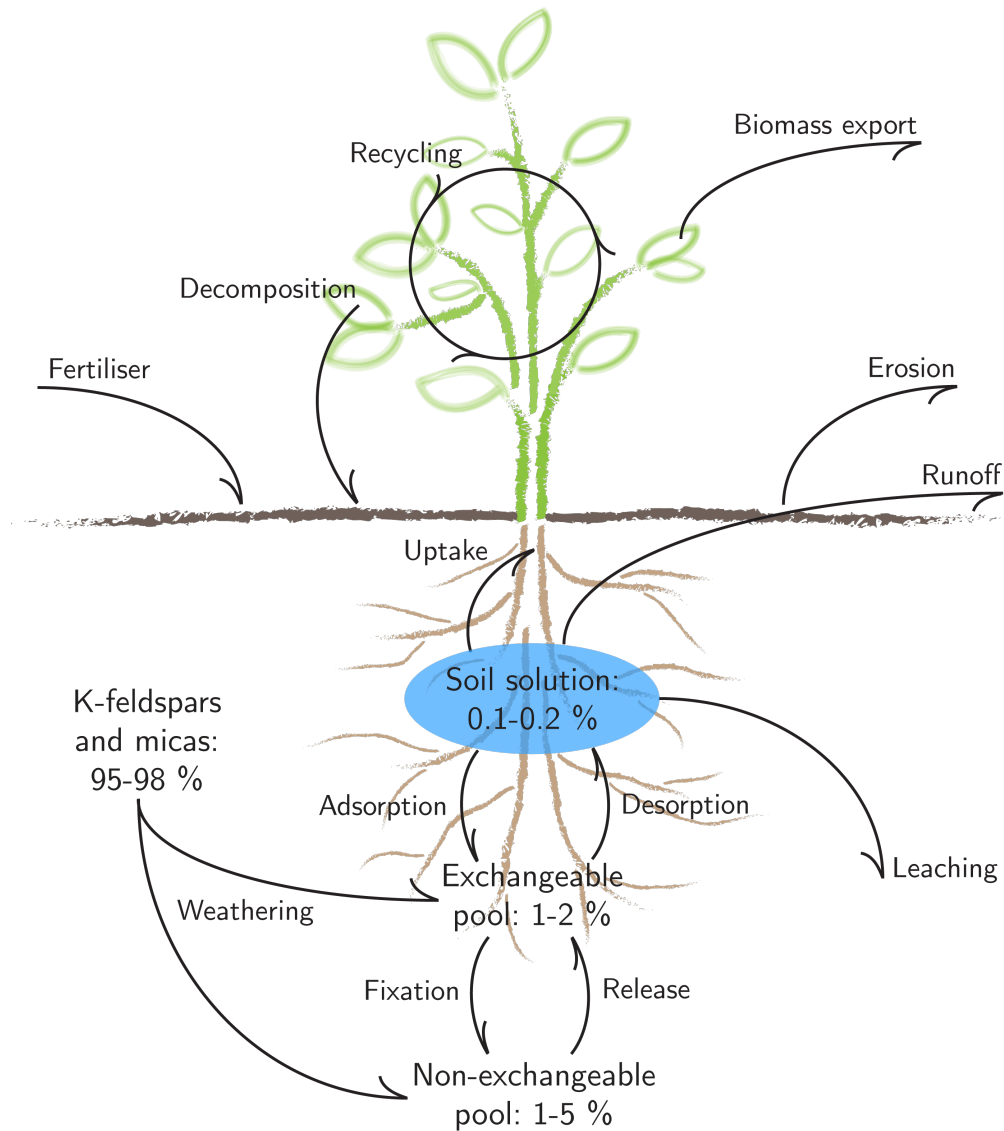 Biomass export
Recycling
Decomposition
Fertiliser
Erosion
Runoff
Uptake
Soil solution:
0.1-0.2 %
K-feldspars
and micas:
95-98 %
Adsorption
Desorption
Leaching
Exchangeable
pool: 1-2 %
Weathering
Fixation
Release
Non-exchangeable
pool: 1-5 %